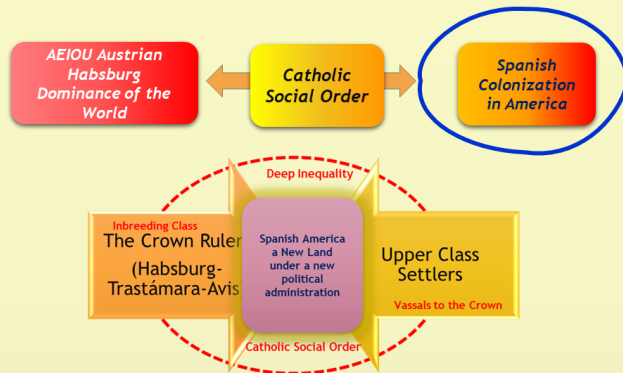 AEIOU Austrian
Habsburg
Dominance of the
World
Catholic
Social Order
Spanish
Colonization
in America
Deep Inequality
Inbreeding Class
The Crown Ruler
(Habsburg-
Trastámara-Avis
Spanish America
a New Land
under a new
political
administration
Upper Class
Settlers
Vassals to the Crown
Catholic Social Order